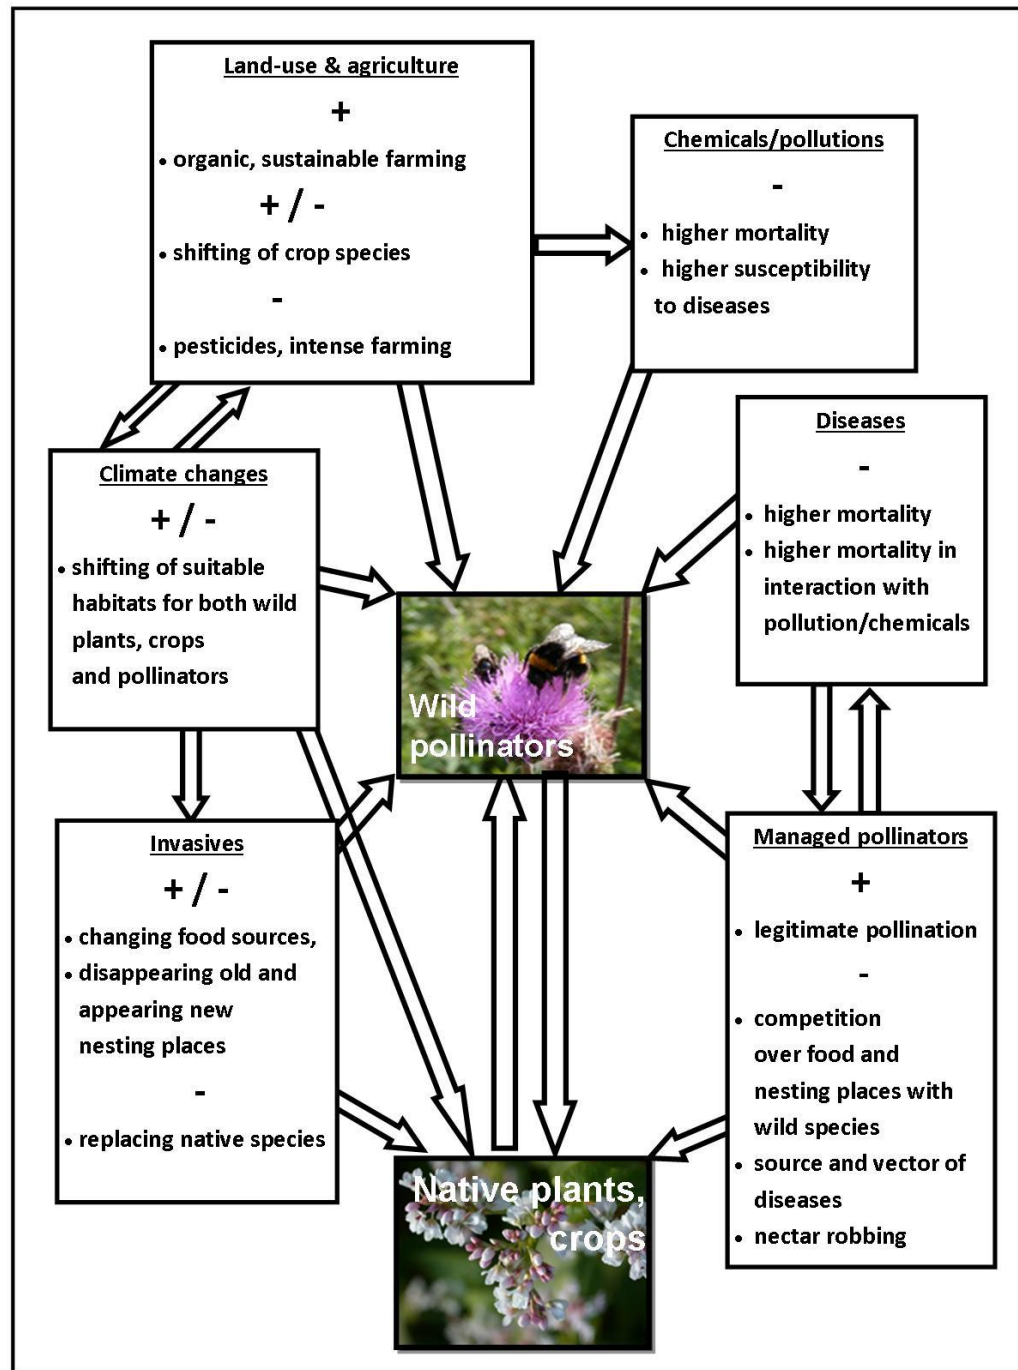 Land-use & agriculture
+
• organic, sustainable farming
+ / -
• shifting of crop species
-
• pesticides, intense farming
Chemicals/pollutions
-
• higher mortality
• higher susceptibility
to diseases
Diseases
-
• higher mortality
• higher mortality in
interaction with
pollution/chemicals
Climate changes
+ / -
• shifting of suitable
habitats for both wild
plants, crops
and pollinators
Wild
pollinators
Invasives
+ / -
• changing food sources,
• disappearing old and
appearing new
nesting places
-
• replacing native species
Managed pollinators
+
• legitimate pollination
-
• competition
over food and
nesting places with
wild species
• source and vector of
diseases
• nectar robbing
Native plants,
crops